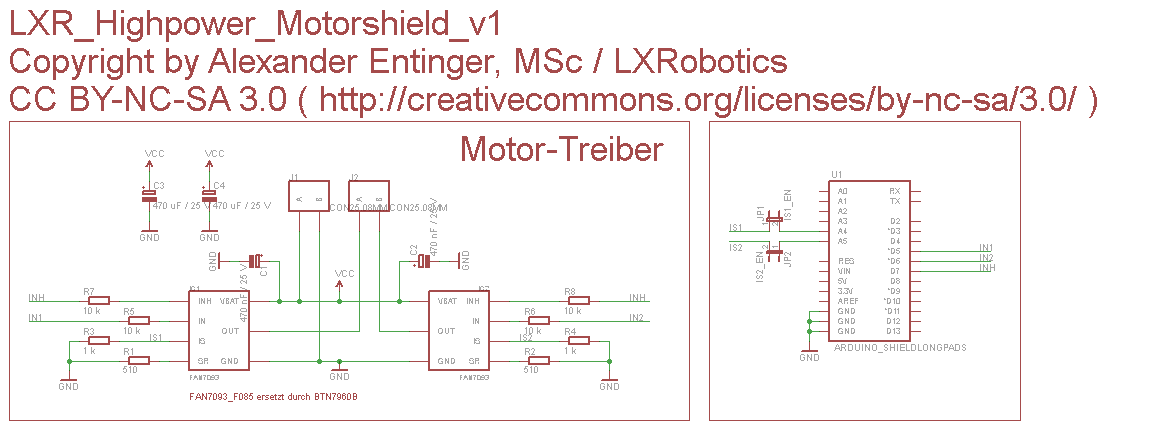 LXR_Highpower_Motorshield_v1
Copyright by Alexander Entinger, MSc / LXRobotics
CC BY-NC-SA 3.0 ( http://creativecommons.org/licenses/by-nc-sa/3.0/ )
Motor-Treiber
VCC
C3
470 uF / 25 V
GND
VCC
C4
470 uF / 25 V
GND
J1
A
B
CON25,08MM
J2
A
B
CON25,08MM
GND
C1
470 nF / 25 V
VCC
C2
470 nF / 25 V
GND
INH
R7
10 k
IN1
R5
10 k
R3
1 k
IS1
R1
510
GND
IC1
INH
VBAT
IN
OUT
IS
SR
GND
FAN7093
GND
INH
VBAT
IN
OUT
IS
SR
GND
FAN7093
R8
10 k
INH
R6
10 k
IN2
IS2
R4
1 k
R2
510
GND
FAN7093_F085 ersetzt durch BTN7960B
U1
A0
A1
A2
A3
A4
A5
REG
VIN
5V
3.3V
AREF
GND
GND
GND
RX
TX
D2
*D3
D4
*D5
*D6
D7
D8
*D9
*D10
*D11
D12
D13
ARDUINO_SHIELDLONGPADS
GND
IS1
IS2
JP1
1
2
IS1_EN
JP2
2
1
IS2_EN
IN1
IN2
INH